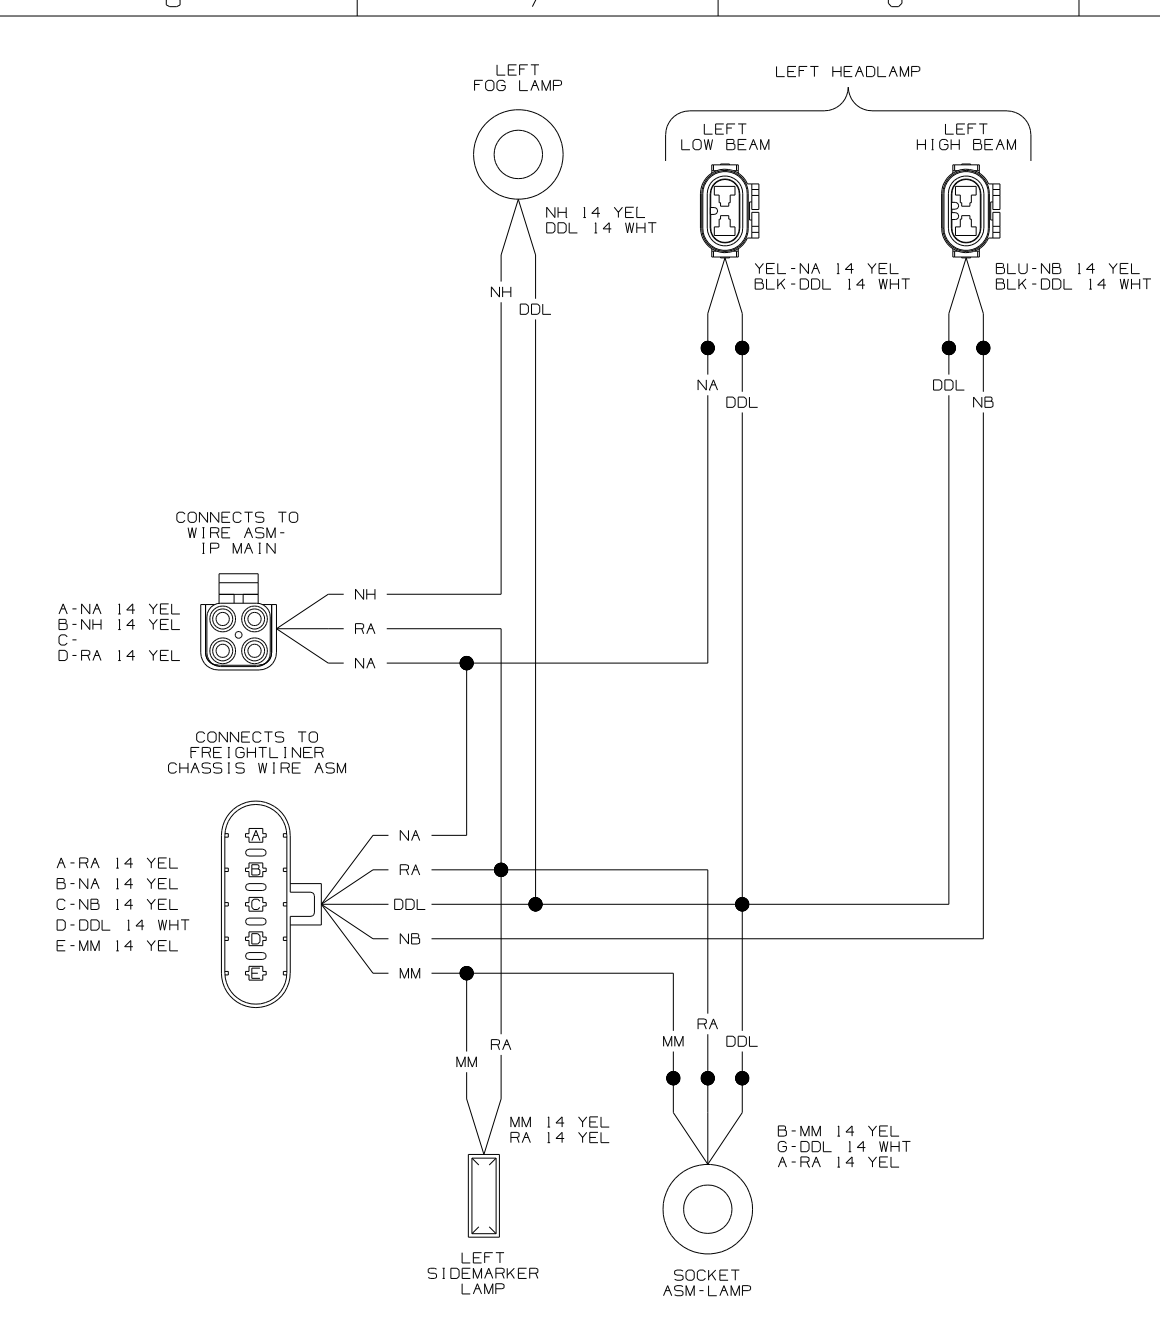 LEFT
FOG LAMP
LEFT HEADLAMP
LEFT
LOW BEAM
LEFT
HIGH BEAM
NH 14 YEL
DDL 14 WHT
YEL-NA 14 YEL
BLK-DDL 14 WHT
BLU-NB 14 YEL
BLK-DDL 14 WHT
NH
DDL
NA
DDL
DDL
NB
CONNECTS TO
WIRE ASM-
IP MAIN
A-NA 14 YEL
B-NH 14 YEL
C-
D-RA 14 YEL
NH
RA
NA
CONNECTS TO
FREIGHTLINER
CHASSIS WIRE ASM
A-RA 14 YEL
B-NA 14 YEL
C-NB 14 YEL
D-DDL 14 WHT
E-MM 14 YEL
A
B
C
D
E
NA
RA
DDL
NB
MM
MM
RA
MM
RA
DDL
MM 14 YEL
RA 14 YEL
B-MM 14 YEL
G-DDL 14 WHT
A-RA 14 YEL
LEFT
SIDEMARKER
LAMP
SOCKET
ASM-LAMP